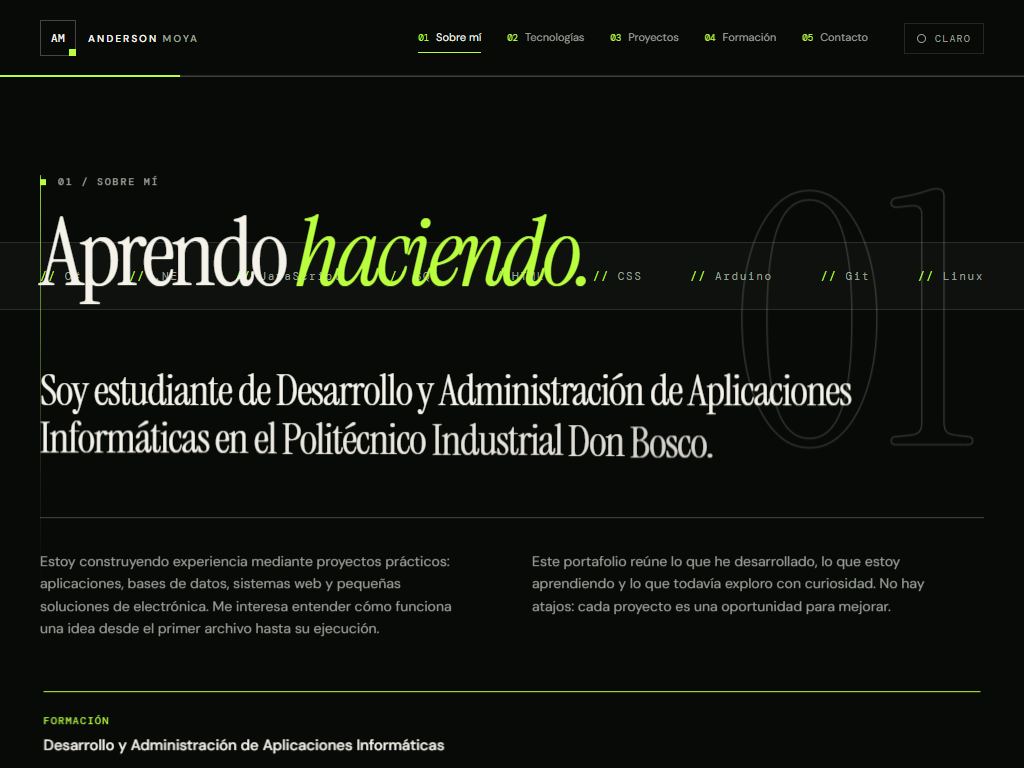 AM ANDERSON MOYA
01 Sobre mí 02 Tecnologías 03 Proyectos 04 Formación 05 Contacto CLARO
01 / SOBRE MÍ
01
Aprendo haciendo.
// // // JavaScript // // HTML // CSS // Arduino // Git // Linux
Soy estudiante de Desarrollo y Administración de Aplicaciones
Informáticas en el Politécnico Industrial Don Bosco.
Estoy construyendo experiencia mediante proyectos prácticos:
aplicaciones, bases de datos, sistemas web y pequeñas
soluciones de electrónica. Me interesa entender cómo funciona
una idea desde el primer archivo hasta su ejecución.
Este portafolio reúne lo que he desarrollado, lo que estoy
aprendiendo y lo que todavía exploro con curiosidad. No hay
atajos: cada proyecto es una oportunidad para mejorar.
FORMACIÓN
Desarrollo y Administración de Aplicaciones Informáticas